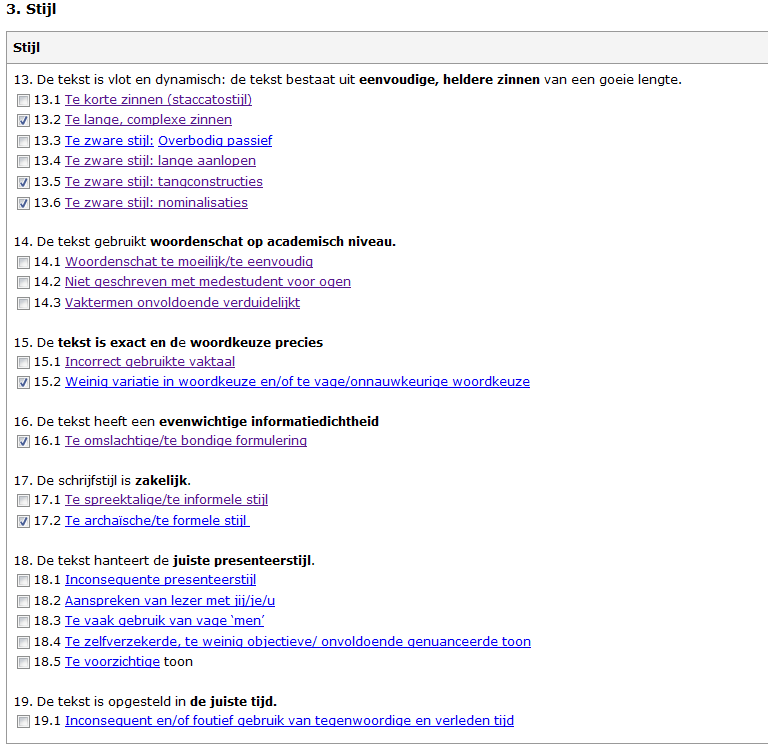 3. Stijl
Stijl
13. De tekst is vlot en dynamisch: de tekst bestaat uit eenvoudige, heldere zinnen van een goeie lengte.
13.1 Te korte zinnen (staccatostijl)
13.2 Te lange, complexe zinnen
13.3 Te zware stijl: Overbodig passief
13.4 Te zware stijl: lange aanlopen
13.5 Te zware stijl: tangconstructies
13.6 Te zware stijl: nominalisaties
14. De tekst gebruikt woordenschat op academisch niveau.
14.1 Woordenschat te moeilijk/te eenvoudig
14.2 Niet geschreven met medestudent voor ogen
14.3 Vaktermen onvoldoende verduidelijkt
15. De tekst is exact en de woordkeuze precies
15.1 Incorrect gebruikte vaktaal
15.2 Weinig variatie in woordkeuze en/of te vage/onnauwkeurige woordkeuze
16. De tekst heeft een evenwichtige informatiedichtheid
16.1 Te omslachtige/te bondige formulering
17. De schrijfstijl is zakelijk.
17.1 Te spreektalige/te informele stijl
17.2 Te archaïsche/te formele stijl
18. De tekst hanteert de juiste presenteerstijl.
18.1 Inconsequente presenteerstijl
18.2 Aanspreken van lezer met jij/je/u
18.3 Te vaak gebruik van vage ‘men’
18.4 Te zelfverzekerde, te weinig objectieve/ onvoldoende genuanceerde toon
18.5 Te voorzichtige toon
19. De tekst is opgesteld in de juiste tijd.
19.1 Inconsequent en/of foutief gebruik van tegenwoordige en verleden tijd